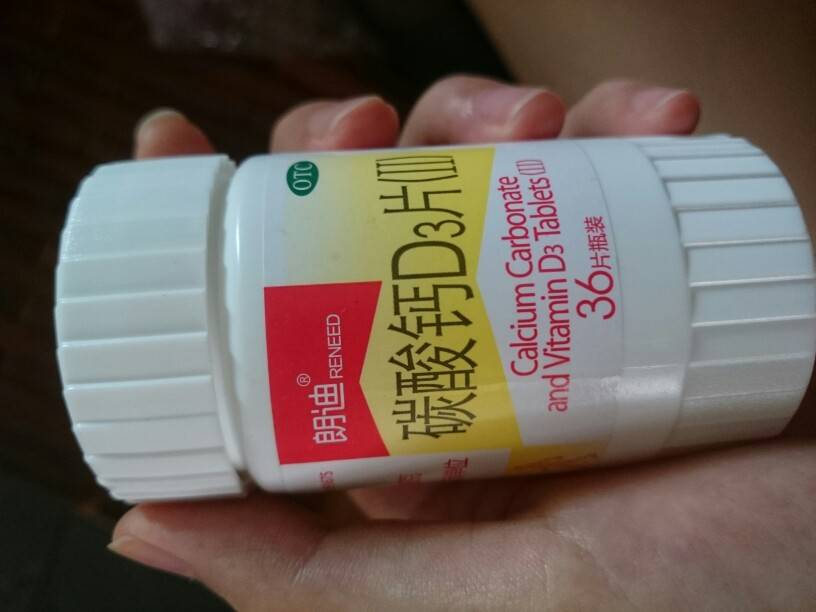 OTC
朗迪®
RENEED
碳酸钙D3片(II)
Calcium Carbonate
and Vitamin D3 Tablets(II)
36片瓶装